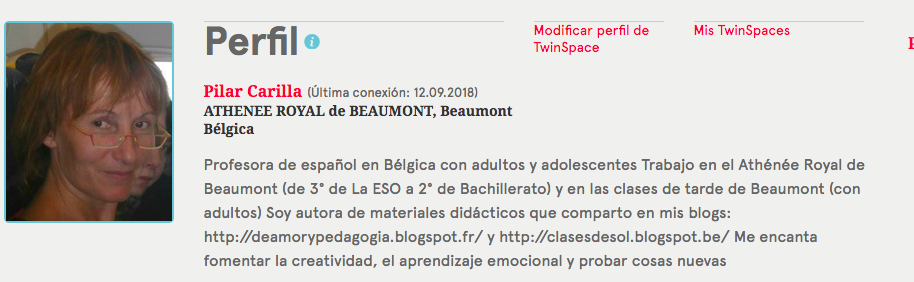 Perfil i
Modificar perfil de
TwinSpace
Mis TwinSpaces
Pilar Carilla (Última conexión: 12.09.2018)
ATHENEE ROYAL de BEAUMONT, Beaumont
Bélgica
Profesora de español en Bélgica con adultos y adolescentes Trabajo en el Athénée Royal de
Beaumont (de 3° de La ESO a 2° de Bachillerato) y en las clases de tarde de Beaumont (con
adultos) Soy autora de materiales didácticos que comparto en mis blogs:
http://deamorypedagogia.blogspot.fr/ y http://clasesdesol.blogspot.be/ Me encanta
fomentar la creatividad, el aprendizaje emocional y probar cosas nuevas